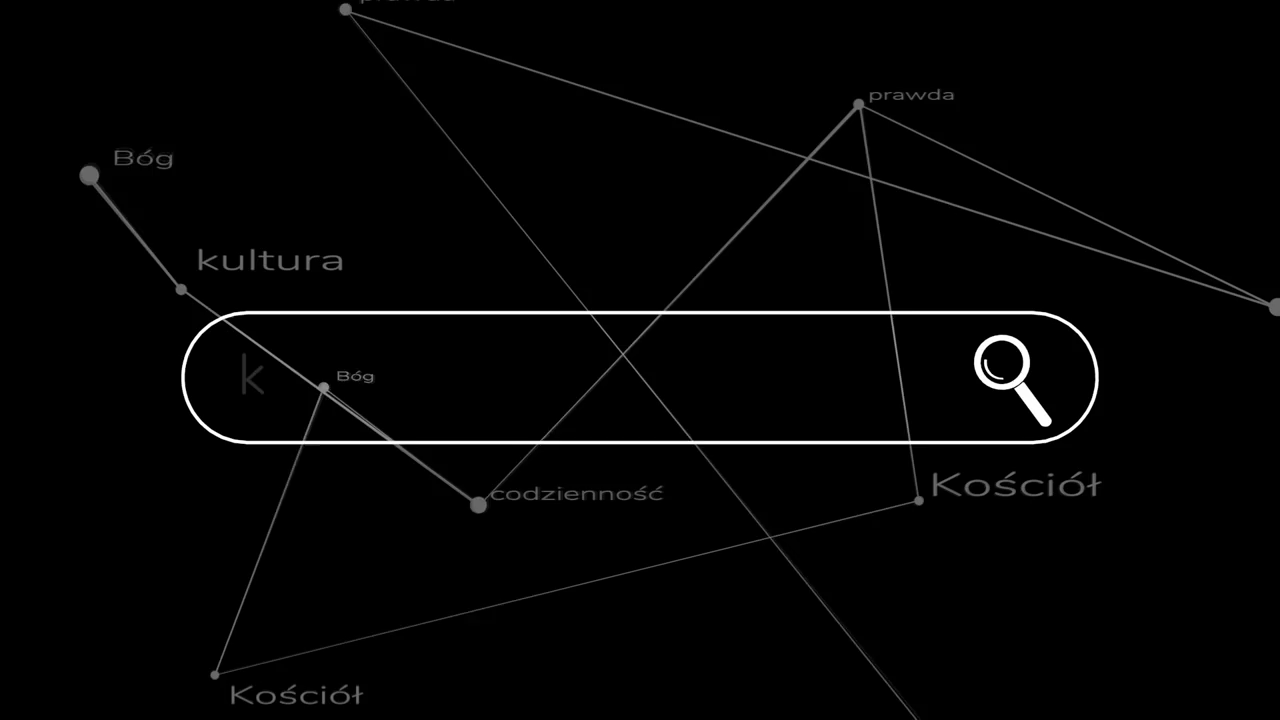 prawda
Bóg
kultura
k
Bóg
codzienność
Kościół
Kościół